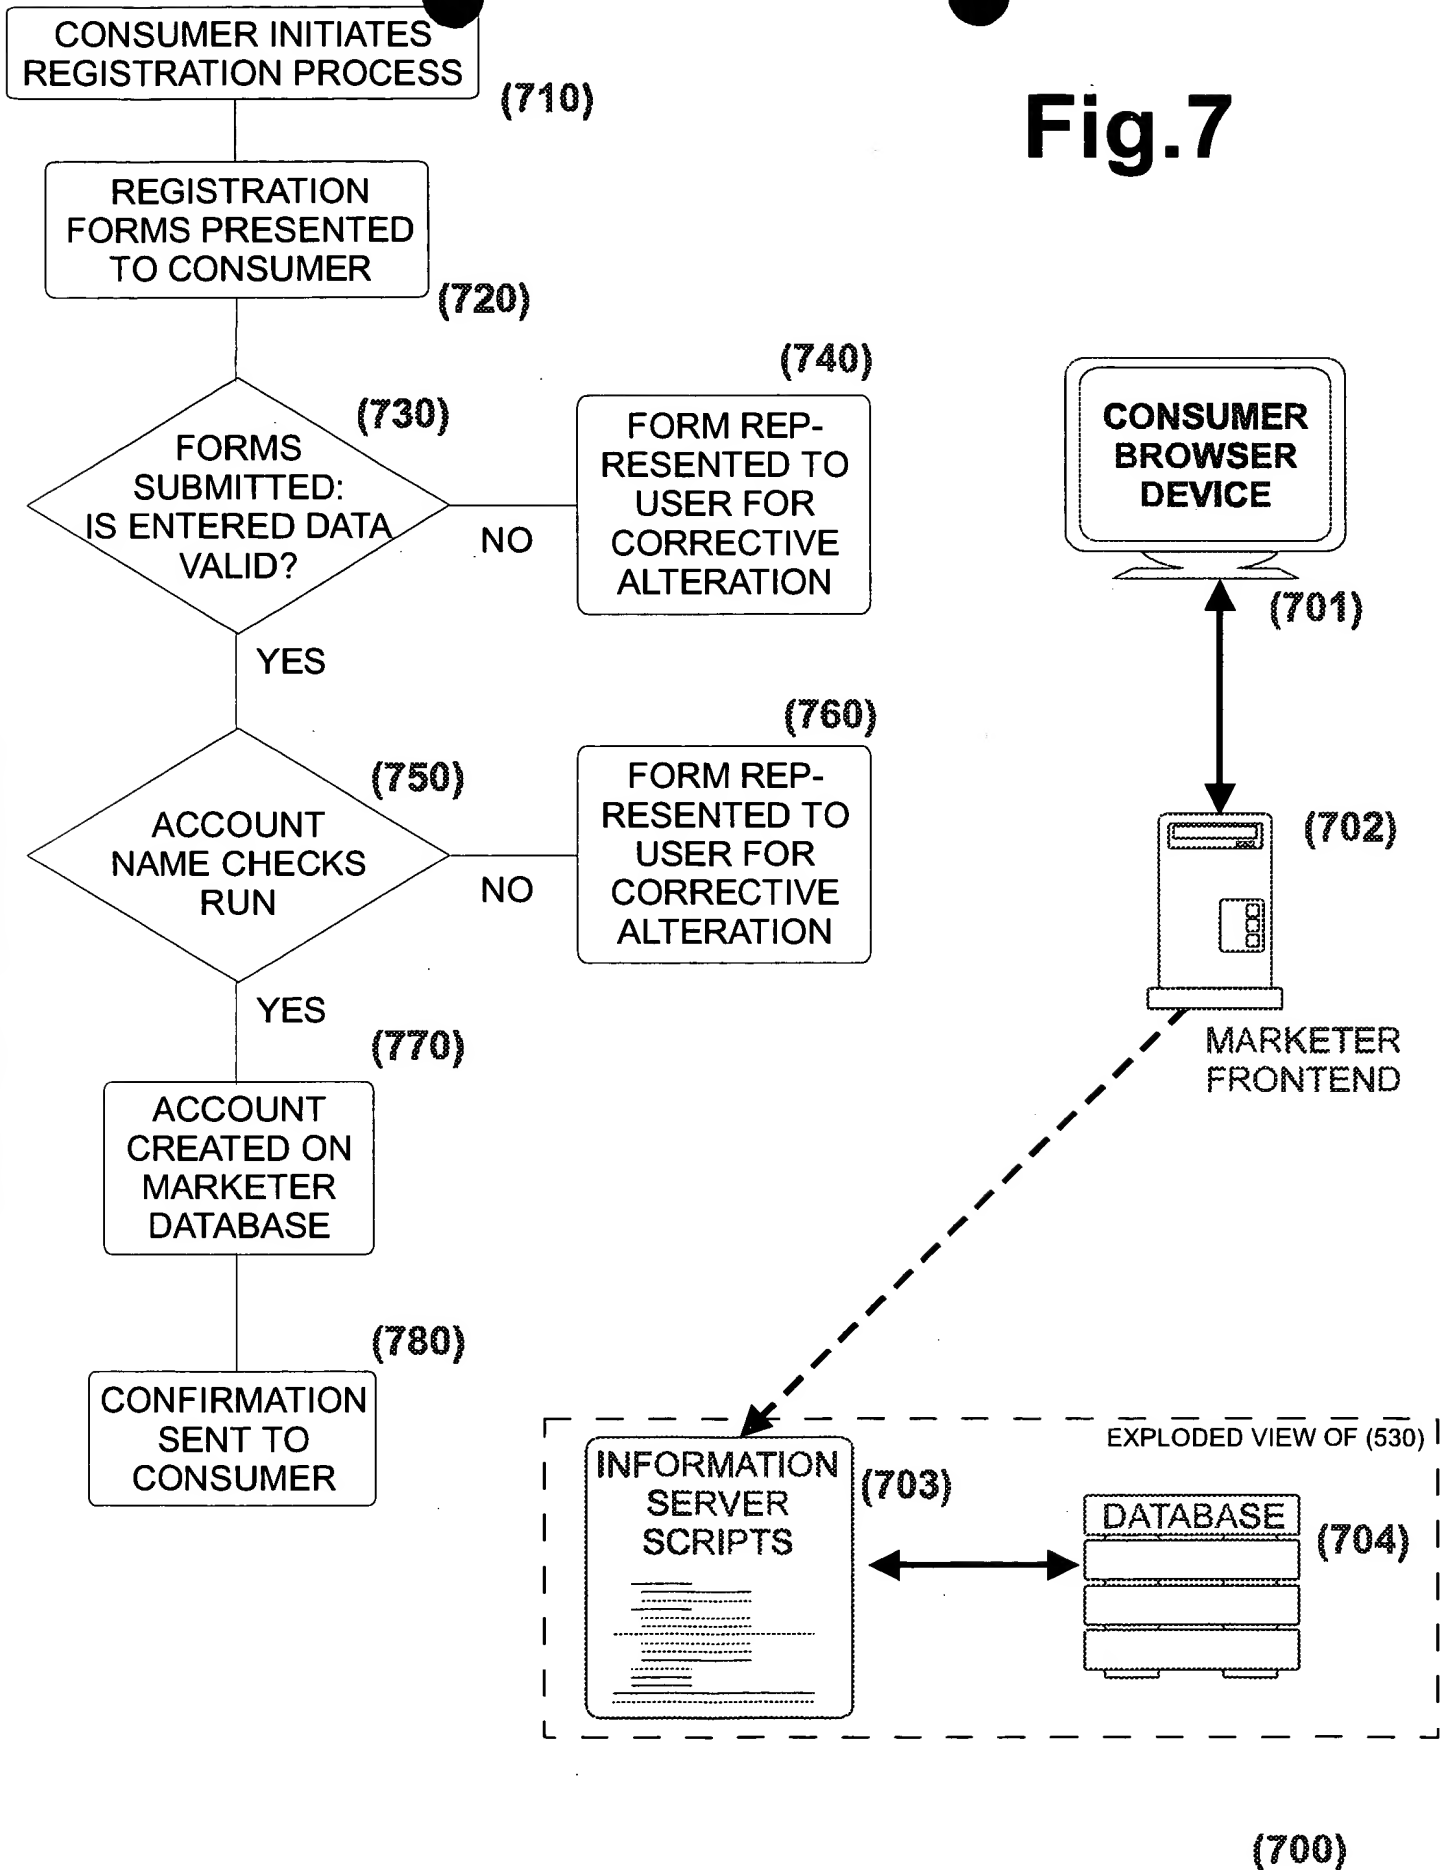 CONSUMER INITIATES
REGISTRATION PROCESS
(710)
Fig.7
REGISTRATION
FORMS PRESENTED
TO CONSUMER
(720)
(730)
FORMS
SUBMITTED:
IS ENTERED DATA
VALID?
NO
YES
(740)
FORM REP-
RESENTED TO
USER FOR
CORRECTIVE
ALTERATION
(750)
ACCOUNT
NAME CHECKS
RUN
NO
YES
(760)
FORM REP-
RESENTED TO
USER FOR
CORRECTIVE
ALTERATION
(770)
ACCOUNT
CREATED ON
MARKETER
DATABASE
(780)
CONFIRMATION
SENT TO
CONSUMER
CONSUMER
BROWSER
DEVICE
(701)
(702)
MARKETER
FRONTEND
EXPLODED VIEW OF (530)
INFORMATION
SERVER
SCRIPTS
(703)
DATABASE
(704)
(700)